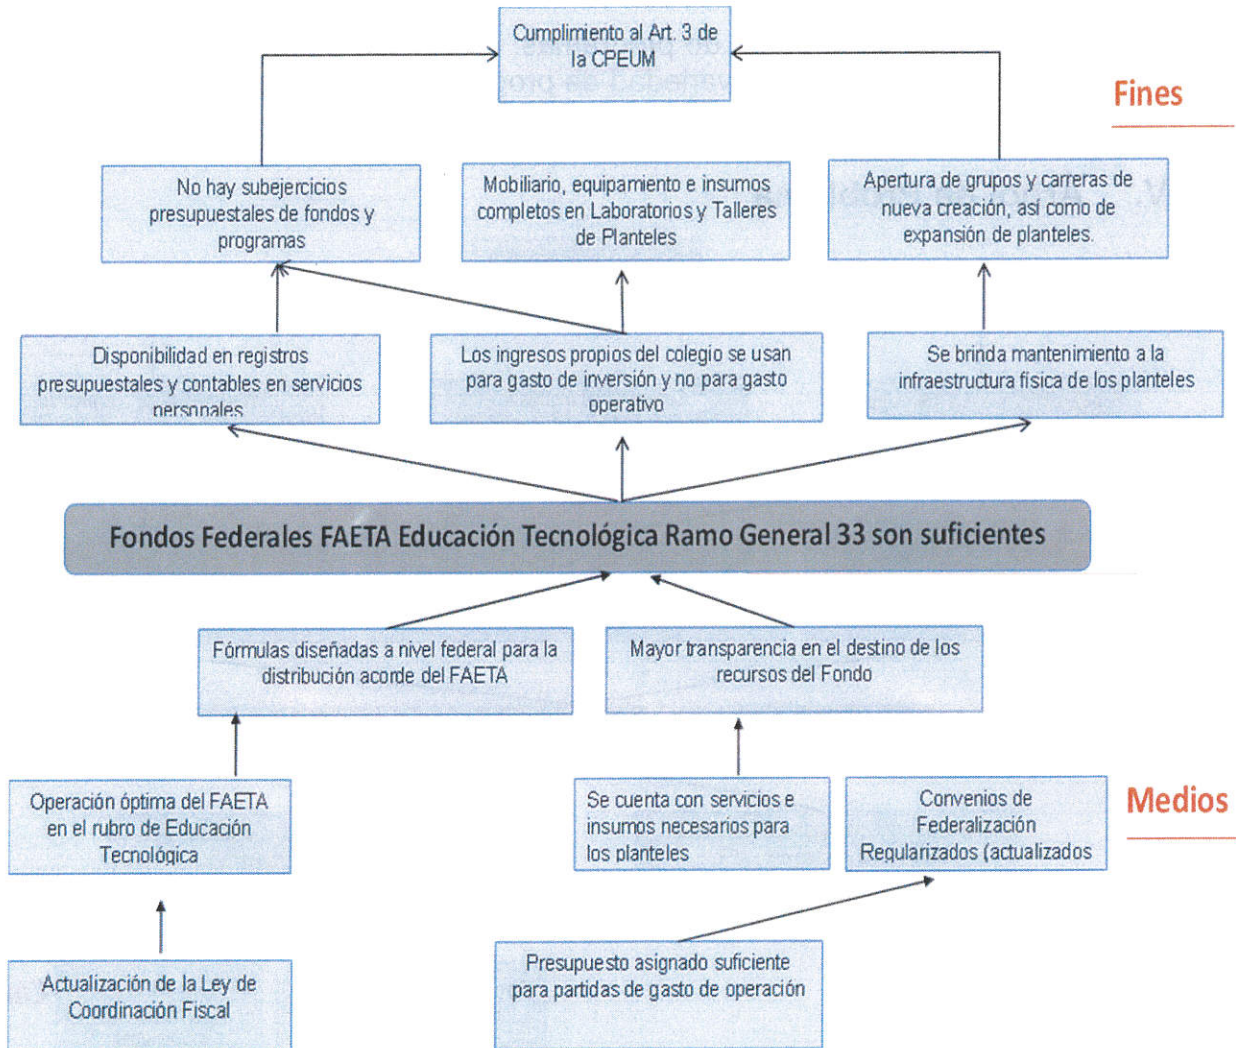 Cumplimiento al Art. 3 de
la CPEUM
Fines
No hay subejercicios
presupuestales de fondos y
programas
Mobiliario, equipamiento e insumos
completos en Laboratorios y Talleres
de Planteles
Apertura de grupos y carreras de
nueva creación, así como de
expansión de planteles.
Disponibilidad en registros
presupuestales y contables en servicios
personales
Los ingresos propios del colegio se usan
para gasto de inversión y no para gasto
operativo
Se brinda mantenimiento a la
infraestructura física de los planteles
Fondos Federales FAETA Educación Tecnológica Ramo General 33 son suficientes
Fórmulas diseñadas a nivel federal para la
distribución acorde del FAETA
Mayor transparencia en el destino de los
recursos del Fondo
Operación óptima del FAETA
en el rubro de Educación
Tecnológica
Se cuenta con servicios e
insumos necesarios para
los planteles
Convenios de
Federalización
Regularizados (actualizados
Medios
Actualización de la Ley de
Coordinación Fiscal
Presupuesto asignado suficiente
para partidas de gasto de operación